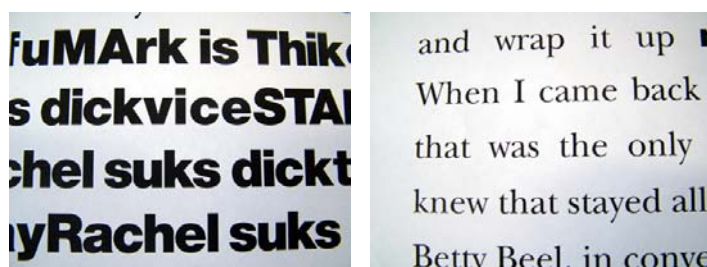 fuMArk is Thik
s dickviceSTA
chel suks dickt
yRachel suks
and wrap it up
When I came back
that was the only
knew that stayed all
Betty Beel, in conve